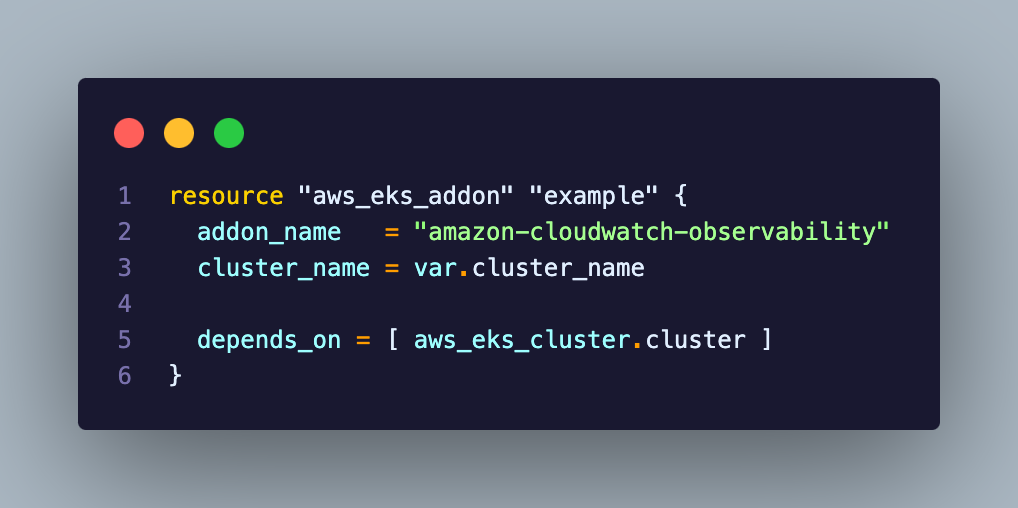 1 resource "aws_eks_addon" "example" {
2   addon_name   = "amazon-cloudwatch-observability"
3   cluster_name = var.cluster_name
4
5   depends_on = [ aws_eks_cluster.cluster ]
6 }